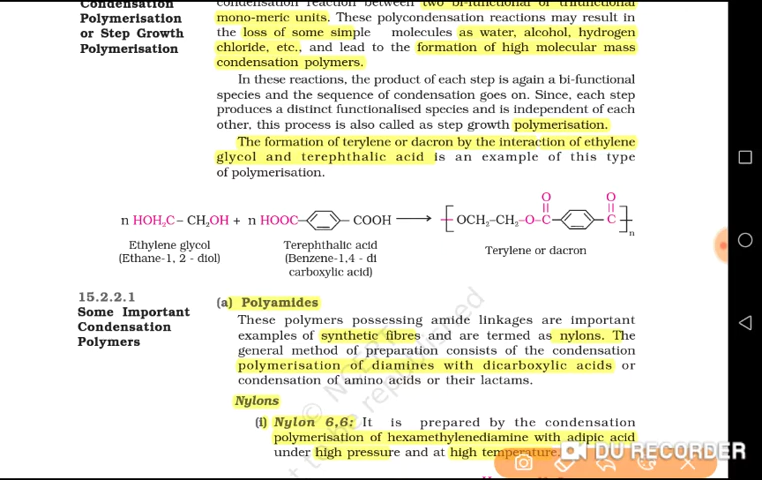 Condensation
Polymerisation
or Step Growth
Polymerisation
condensation reaction between two bi-functional or trifunctional
mono-meric units. These polycondensation reactions may result in
the loss of some simple molecules as water, alcohol, hydrogen
chloride, etc., and lead to the formation of high molecular mass
condensation polymers.
In these reactions, the product of each step is again a bi-functional
species and the sequence of condensation goes on. Since, each step
produces a distinct functionalised species and is independent of each
other, this process is also called as step growth polymerisation.
The formation of terylene or dacron by the interaction of ethylene
glycol and terephthalic acid is an example of this type
of polymerisation.
O O
n HOH₂C – CH₂OH + n HOOC COOH OCH₂–CH₂–O–C C n
Ethylene glycol
(Ethane-1, 2 - diol)
Terephthalic acid
(Benzene-1,4 - di
carboxylic acid)
Terylene or dacron
15.2.2.1
Some Important
Condensation
Polymers
(a) Polyamides
These polymers possessing amide linkages are important
examples of synthetic fibres and are termed as nylons. The
general method of preparation consists of the condensation
polymerisation of diamines with dicarboxylic acids or
condensation of amino acids or their lactams.
Nylons
(i) Nylon 6,6: It is prepared by the condensation
polymerisation of hexamethylenediamine with adipic acid
under high pressure and at high temperature.
DU RECORDER